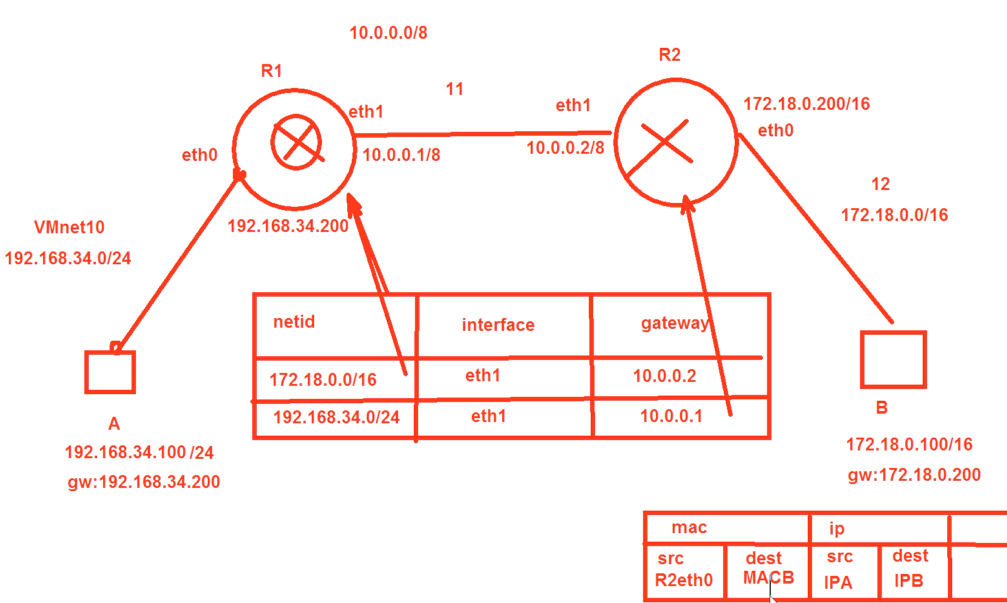 10.0.0.0/8
R1
R2
11
eth1
eth1
172.18.0.200/16
eth0
eth0
10.0.0.1/8
10.0.0.2/8
12
172.18.0.0/16
VMnet10
192.168.34.0/24
192.168.34.200
netid interface gateway
172.18.0.0/16 eth1 10.0.0.2
192.168.34.0/24 eth1 10.0.0.1
A
192.168.34.100 /24
gw:192.168.34.200
B
172.18.0.100/16
gw:172.18.0.200
mac ip
src dest src dest
R2eth0 MACB IPA IPB